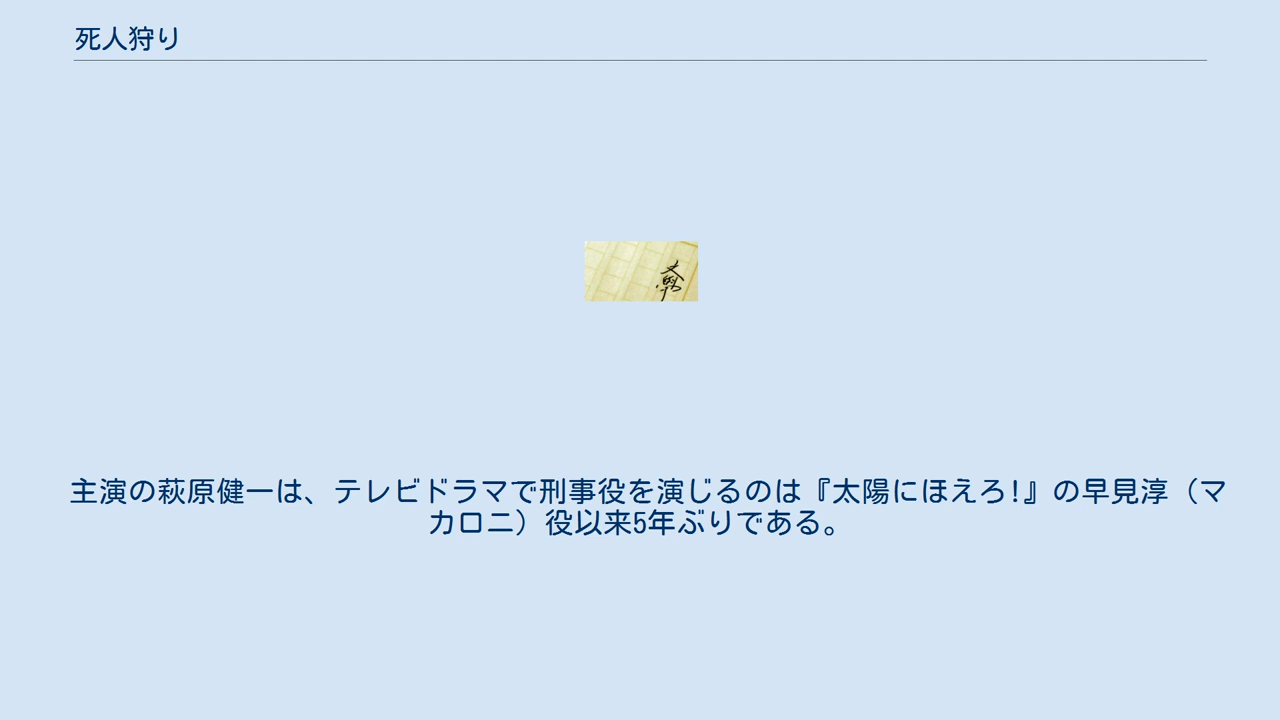 死人狩り
主演の萩原健一は、テレビドラマで刑事役を演じるのは『太陽にほえろ!』の早見淳（マ
カロニ）役以来5年ぶりである。